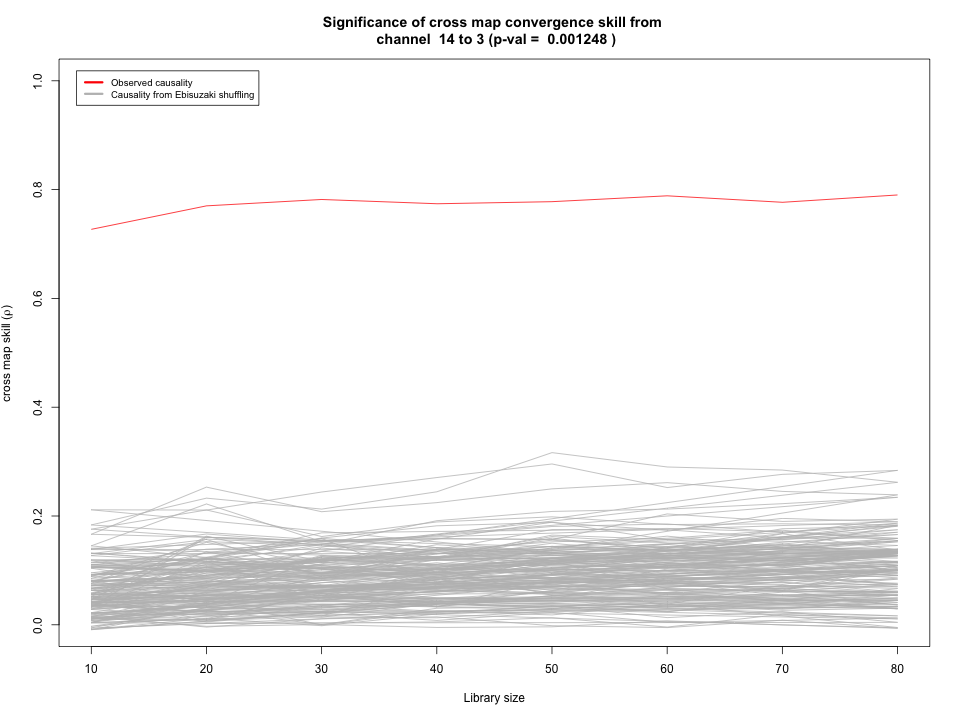 Significance of cross map convergence skill from
channel  14 to 3 (p-val =  0.001248 )
Observed causality
Causality from Ebisuzaki shuffling
cross map skill (ρ)
1.0
0.8
0.6
0.4
0.2
0.0
10 20 30 40 50 60 70 80
Library size